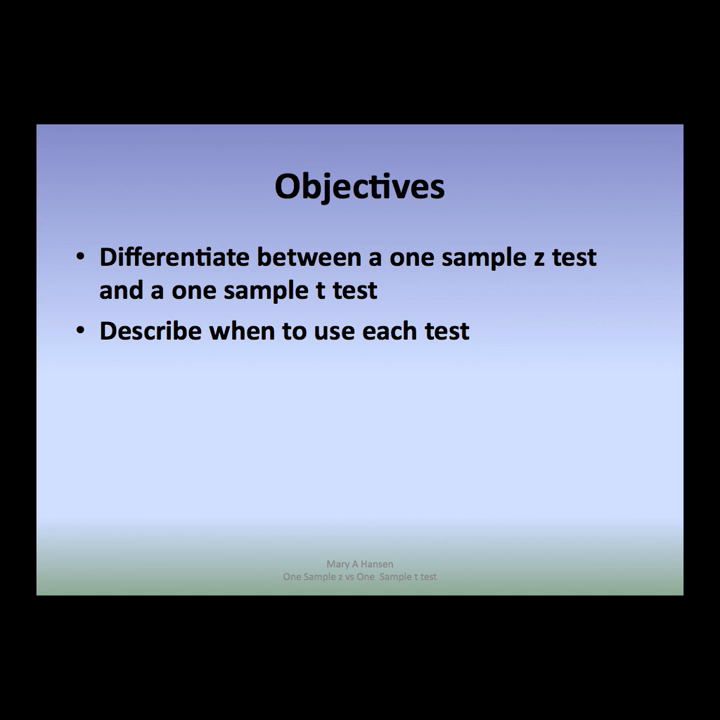 Objectives
• Differentiate between a one sample z test
and a one sample t test
• Describe when to use each test
Mary A Hansen
One Sample z vs One  Sample t test